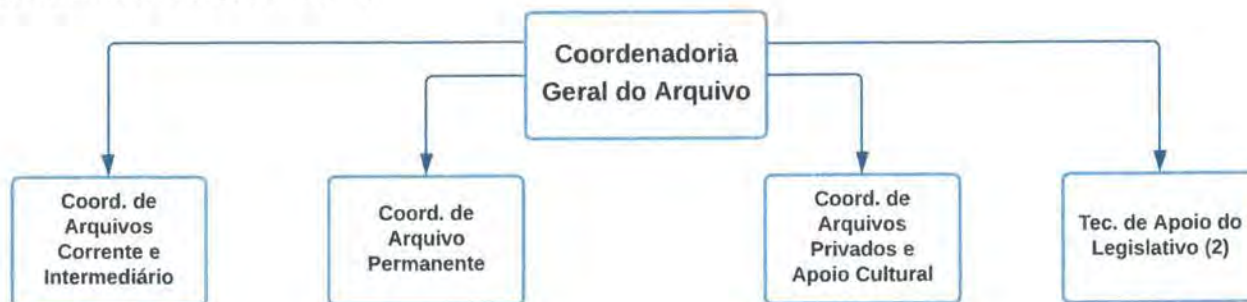 Coordenadoria
Geral do Arquivo
Coord. de
Arquivos
Corrente e
Intermediário
Coord. de
Arquivo
Permanente
Coord. de
Arquivos
Privados e
Apoio Cultural
Tec. de Apoio do
Legislativo (2)